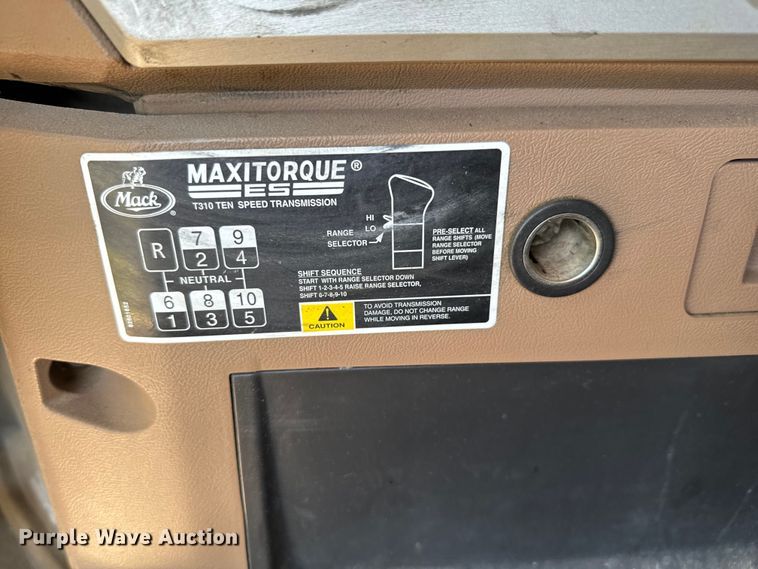 Mack
®
MAXITORQUE®
ES
T310 TEN SPEED TRANSMISSION
R 7 9
2 4
NEUTRAL
6 8 10
1 3 5
HI
LO
RANGE
SELECTOR
PRE-SELECT ALL
RANGE SHIFTS (MOVE
RANGE SELECTOR
BEFORE MOVING
SHIFT LEVER)
SHIFT SEQUENCE
START WITH RANGE SELECTOR DOWN
SHIFT 1-2-3-4-5 RAISE RANGE SELECTOR,
SHIFT 6-7-8-9-10
CAUTION
TO AVOID TRANSMISSION
DAMAGE, DO NOT CHANGE RANGE
WHILE MOVING IN REVERSE.
Purple Wave Auction